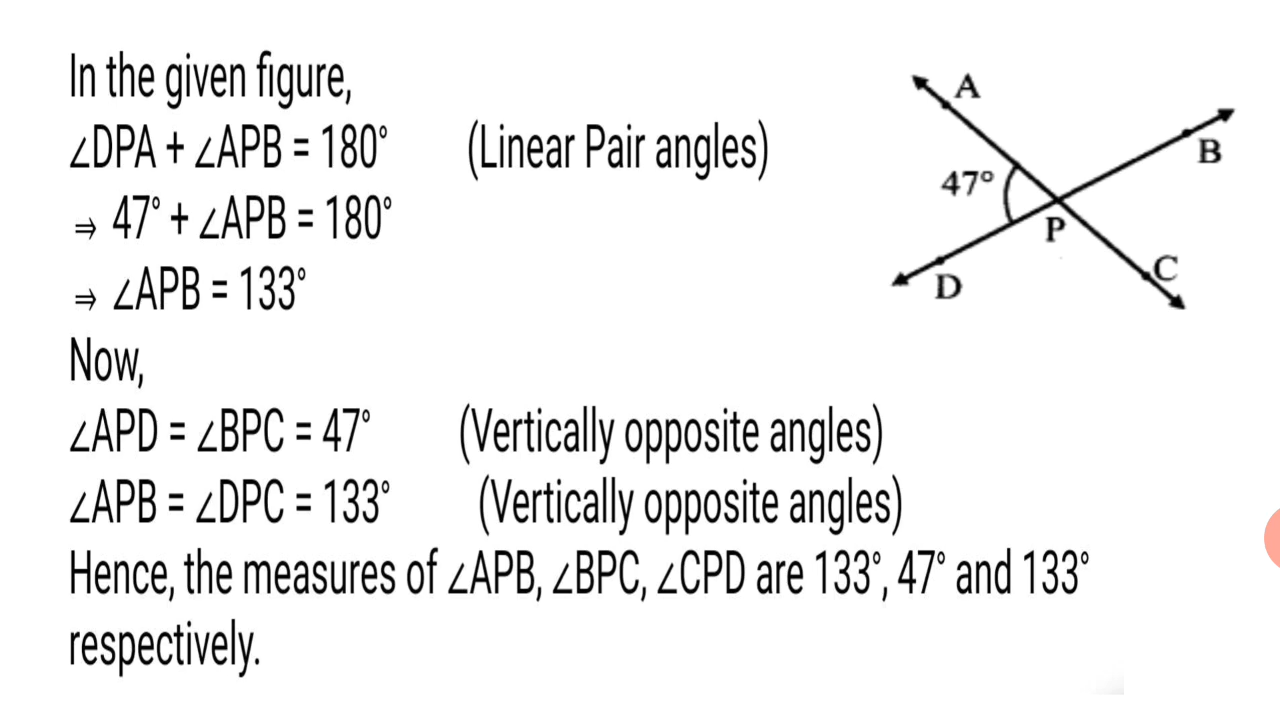 In the given figure,
∠DPA + ∠APB = 180° (Linear Pair angles)
⇒ 47° + ∠APB = 180°
⇒ ∠APB = 133°
Now,
∠APD = ∠BPC = 47° (Vertically opposite angles)
∠APB = ∠DPC = 133° (Vertically opposite angles)
Hence, the measures of ∠APB, ∠BPC, ∠CPD are 133°, 47° and 133°
respectively.
A
B
47°
P
C
D